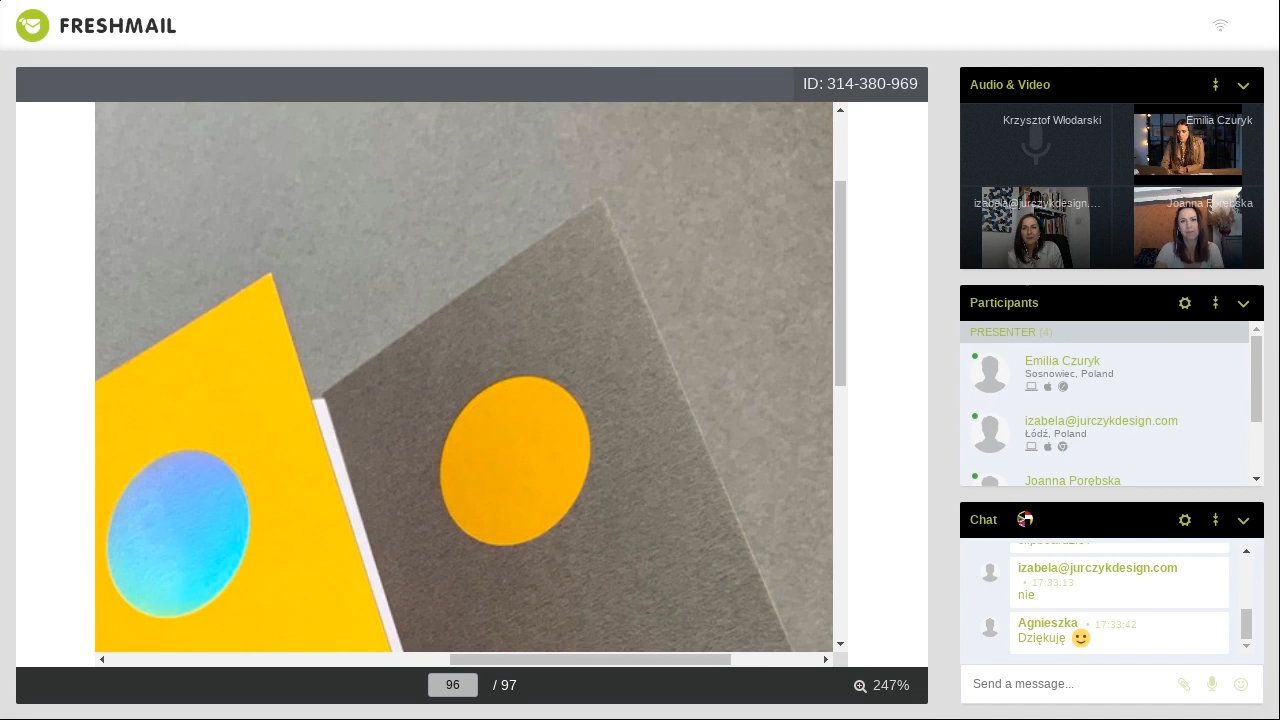 FRESHMAIL
ID: 314-380-969
96 / 97
247%
Audio & Video
Krzysztof Włodarski
Emilia Czuryk
izabela@jurczykdesign....
Joanna Porębska
Participants
PRESENTER (4)
Emilia Czuryk
Sosnowiec, Poland
izabela@jurczykdesign.com
Łódź, Poland
Joanna Porębska
Chat
izabela@jurczykdesign.com
• 17:33:13
nie
Agnieszka • 17:33:42
Dziękuję
Send a message...